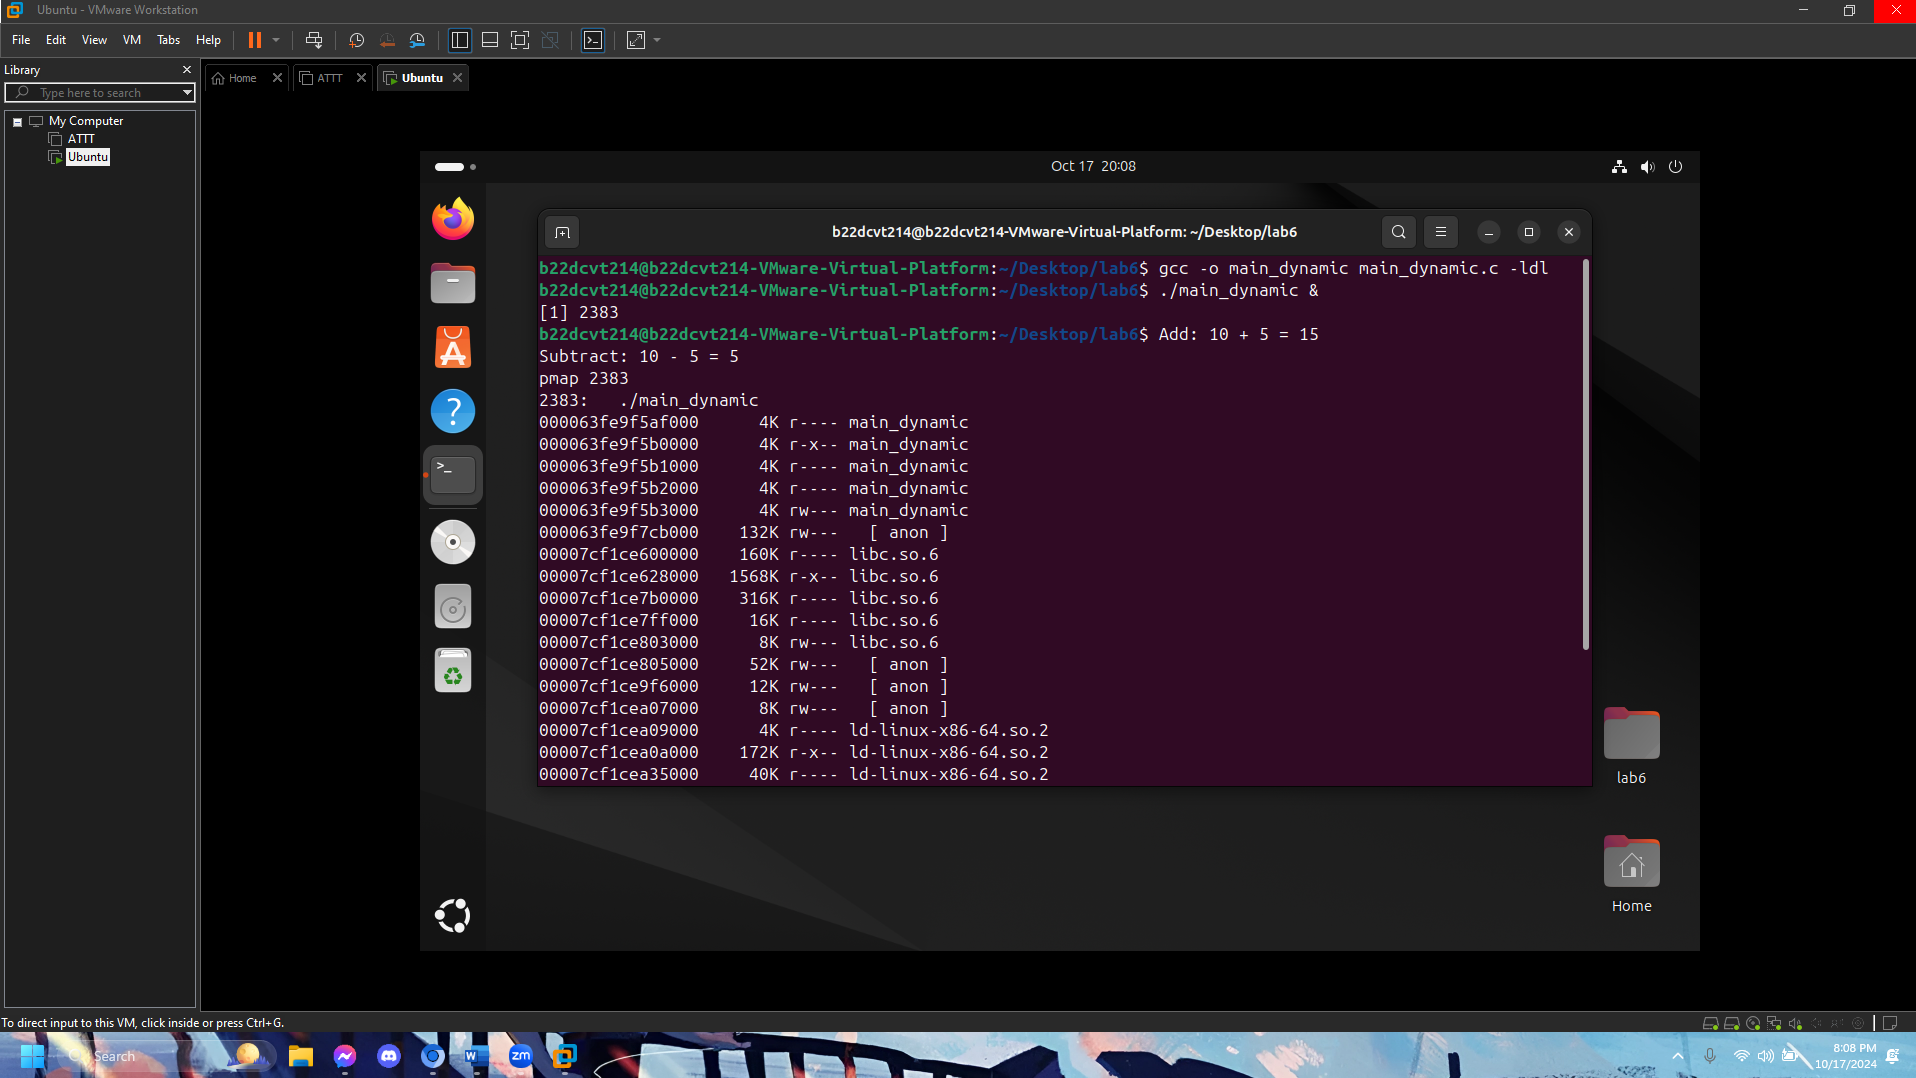 Ubuntu - VMware Workstation
File Edit View VM Tabs Help
Library
Type here to search
My Computer
ATTT
Ubuntu
Home
ATTT
Ubuntu
Oct 17 20:08
b22dcvt214@b22dcvt214-VMware-Virtual-Platform: ~/Desktop/lab6
b22dcvt214@b22dcvt214-VMware-Virtual-Platform:~/Desktop/lab6$ gcc -o main_dynamic main_dynamic.c -ldl
b22dcvt214@b22dcvt214-VMware-Virtual-Platform:~/Desktop/lab6$ ./main_dynamic &
[1] 2383
b22dcvt214@b22dcvt214-VMware-Virtual-Platform:~/Desktop/lab6$ Add: 10 + 5 = 15
Subtract: 10 - 5 = 5
pmap 2383
2383:   ./main_dynamic
000063fe9f5af000      4K r---- main_dynamic
000063fe9f5b0000      4K r-x-- main_dynamic
000063fe9f5b1000      4K r---- main_dynamic
000063fe9f5b2000      4K r---- main_dynamic
000063fe9f5b3000      4K rw--- main_dynamic
000063fe9f7cb000    132K rw---   [ anon ]
00007cf1ce600000    160K r---- libc.so.6
00007cf1ce628000   1568K r-x-- libc.so.6
00007cf1ce7b0000    316K r---- libc.so.6
00007cf1ce7ff000     16K r---- libc.so.6
00007cf1ce803000      8K rw--- libc.so.6
00007cf1ce805000     52K rw---   [ anon ]
00007cf1ce9f6000     12K rw---   [ anon ]
00007cf1cea07000      8K rw---   [ anon ]
00007cf1cea09000      4K r---- ld-linux-x86-64.so.2
00007cf1cea0a000    172K r-x-- ld-linux-x86-64.so.2
00007cf1cea35000     40K r---- ld-linux-x86-64.so.2
lab6
Home
To direct input to this VM, click inside or press Ctrl+G.
Search
W
zm
8:08 PM
10/17/2024